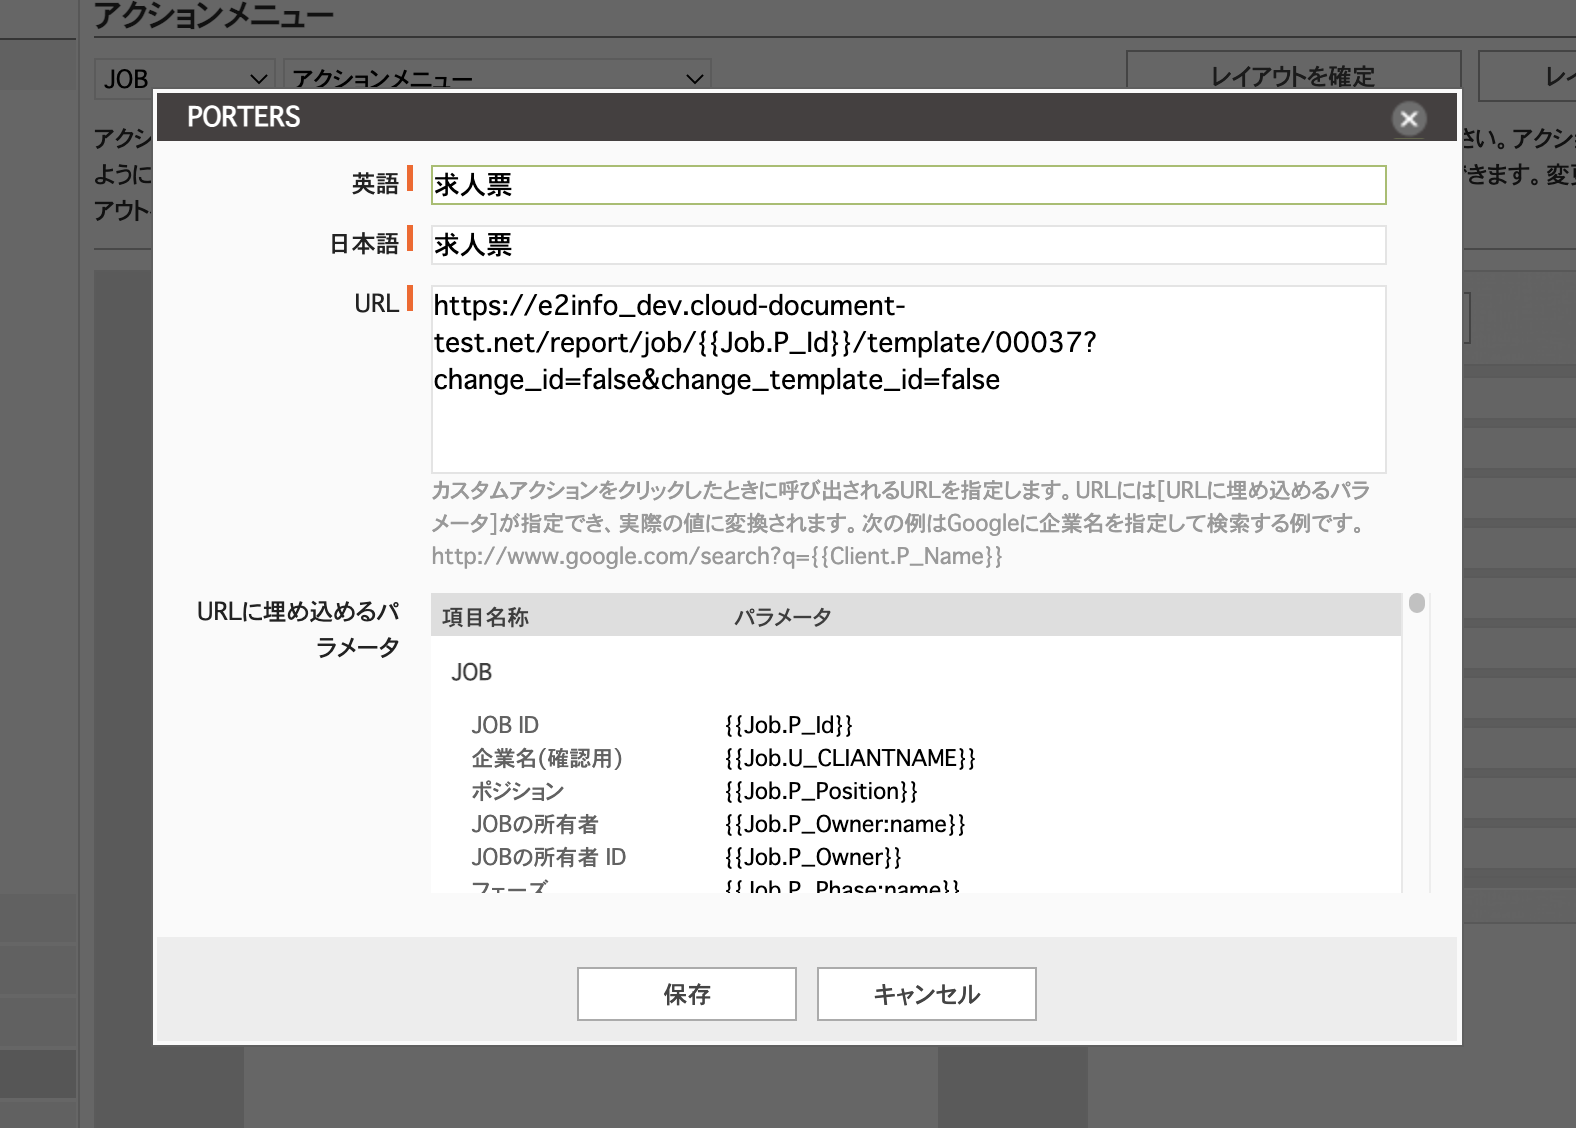 アクションメニュー
JOB
アクションメニュー
レイアウトを確定
レイ
アクシ
さい。アクシ
ように
できます。変更
アウト
PORTERS
英語
求人票
日本語
求人票
URL
https://e2info_dev.cloud-document-
test.net/report/job/{{Job.P_Id}}/template/00037?
change_id=false&change_template_id=false
カスタムアクションをクリックしたときに呼び出されるURLを指定します。URLには[URLに埋め込めるパラ
メータ]が指定でき、実際の値に変換されます。次の例はGoogleに企業名を指定して検索する例です。
http://www.google.com/search?q={{Client.P_Name}}
URLに埋め込めるパ
ラメータ
項目名称 パラメータ
JOB
JOB ID {{Job.P_Id}}
企業名(確認用) {{Job.U_CLIANTNAME}}
ポジション {{Job.P_Position}}
JOBの所有者 {{Job.P_Owner:name}}
JOBの所有者 ID {{Job.P_Owner}}
フェーズ {{Job.P_Phase:name}}
保存 キャンセル